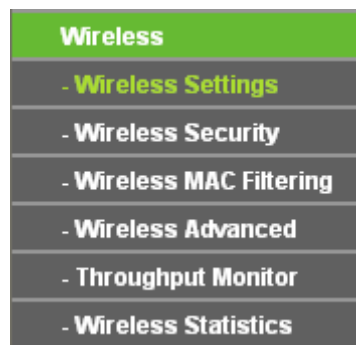 Wireless
- Wireless Settings
- Wireless Security
- Wireless MAC Filtering
- Wireless Advanced
- Throughput Monitor
- Wireless Statistics